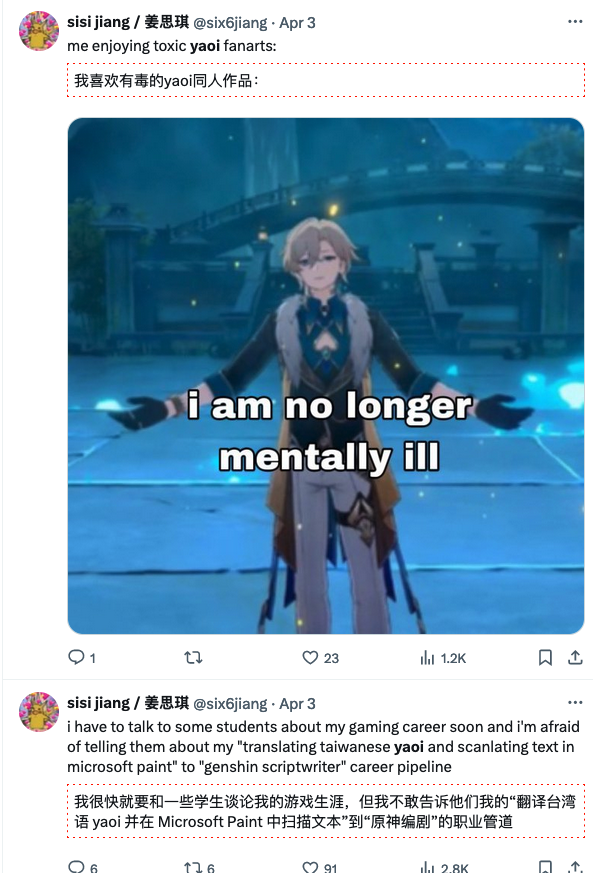 sisi jiang / 姜思琪 @six6jiang · Apr 3
me enjoying toxic yaoi fanarts:
我喜欢有毒的yaoi同人作品：
i am no longer
mentally ill
1
23
1.2K
sisi jiang / 姜思琪 @six6jiang · Apr 3
i have to talk to some students about my gaming career soon and i'm afraid
of telling them about my "translating taiwanese yaoi and scanlating text in
microsoft paint" to "genshin scriptwriter" career pipeline
我很快就要和一些学生谈论我的游戏生涯，但我不敢告诉他们我的“翻译台湾
语 yaoi 并在 Microsoft Paint 中扫描文本”到“原神编剧”的职业管道
6
6
91
2.8K